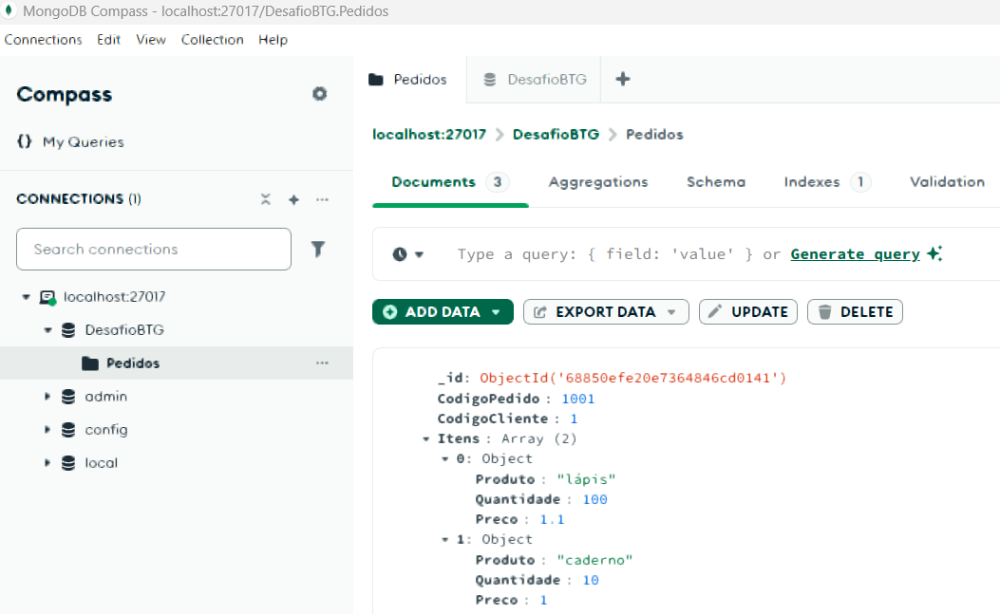 MongoDB Compass - localhost:27017/DesafioBTG.Pedidos
Connections Edit View Collection Help
Compass
{} My Queries
CONNECTIONS (1)
Search connections
localhost:27017
DesafioBTG
Pedidos
admin
config
local
Pedidos DesafioBTG
localhost:27017 > DesafioBTG > Pedidos
Documents 3 Aggregations Schema Indexes 1 Validation
Type a query: { field: 'value' } or Generate query
ADD DATA EXPORT DATA UPDATE DELETE
_id: ObjectId('68850efe20e7364846cd0141')
CodigoPedido : 1001
CodigoCliente : 1
Itens : Array (2)
0: Object
Produto : "lápis"
Quantidade : 100
Preco : 1.1
1: Object
Produto : "caderno"
Quantidade : 10
Preco : 1